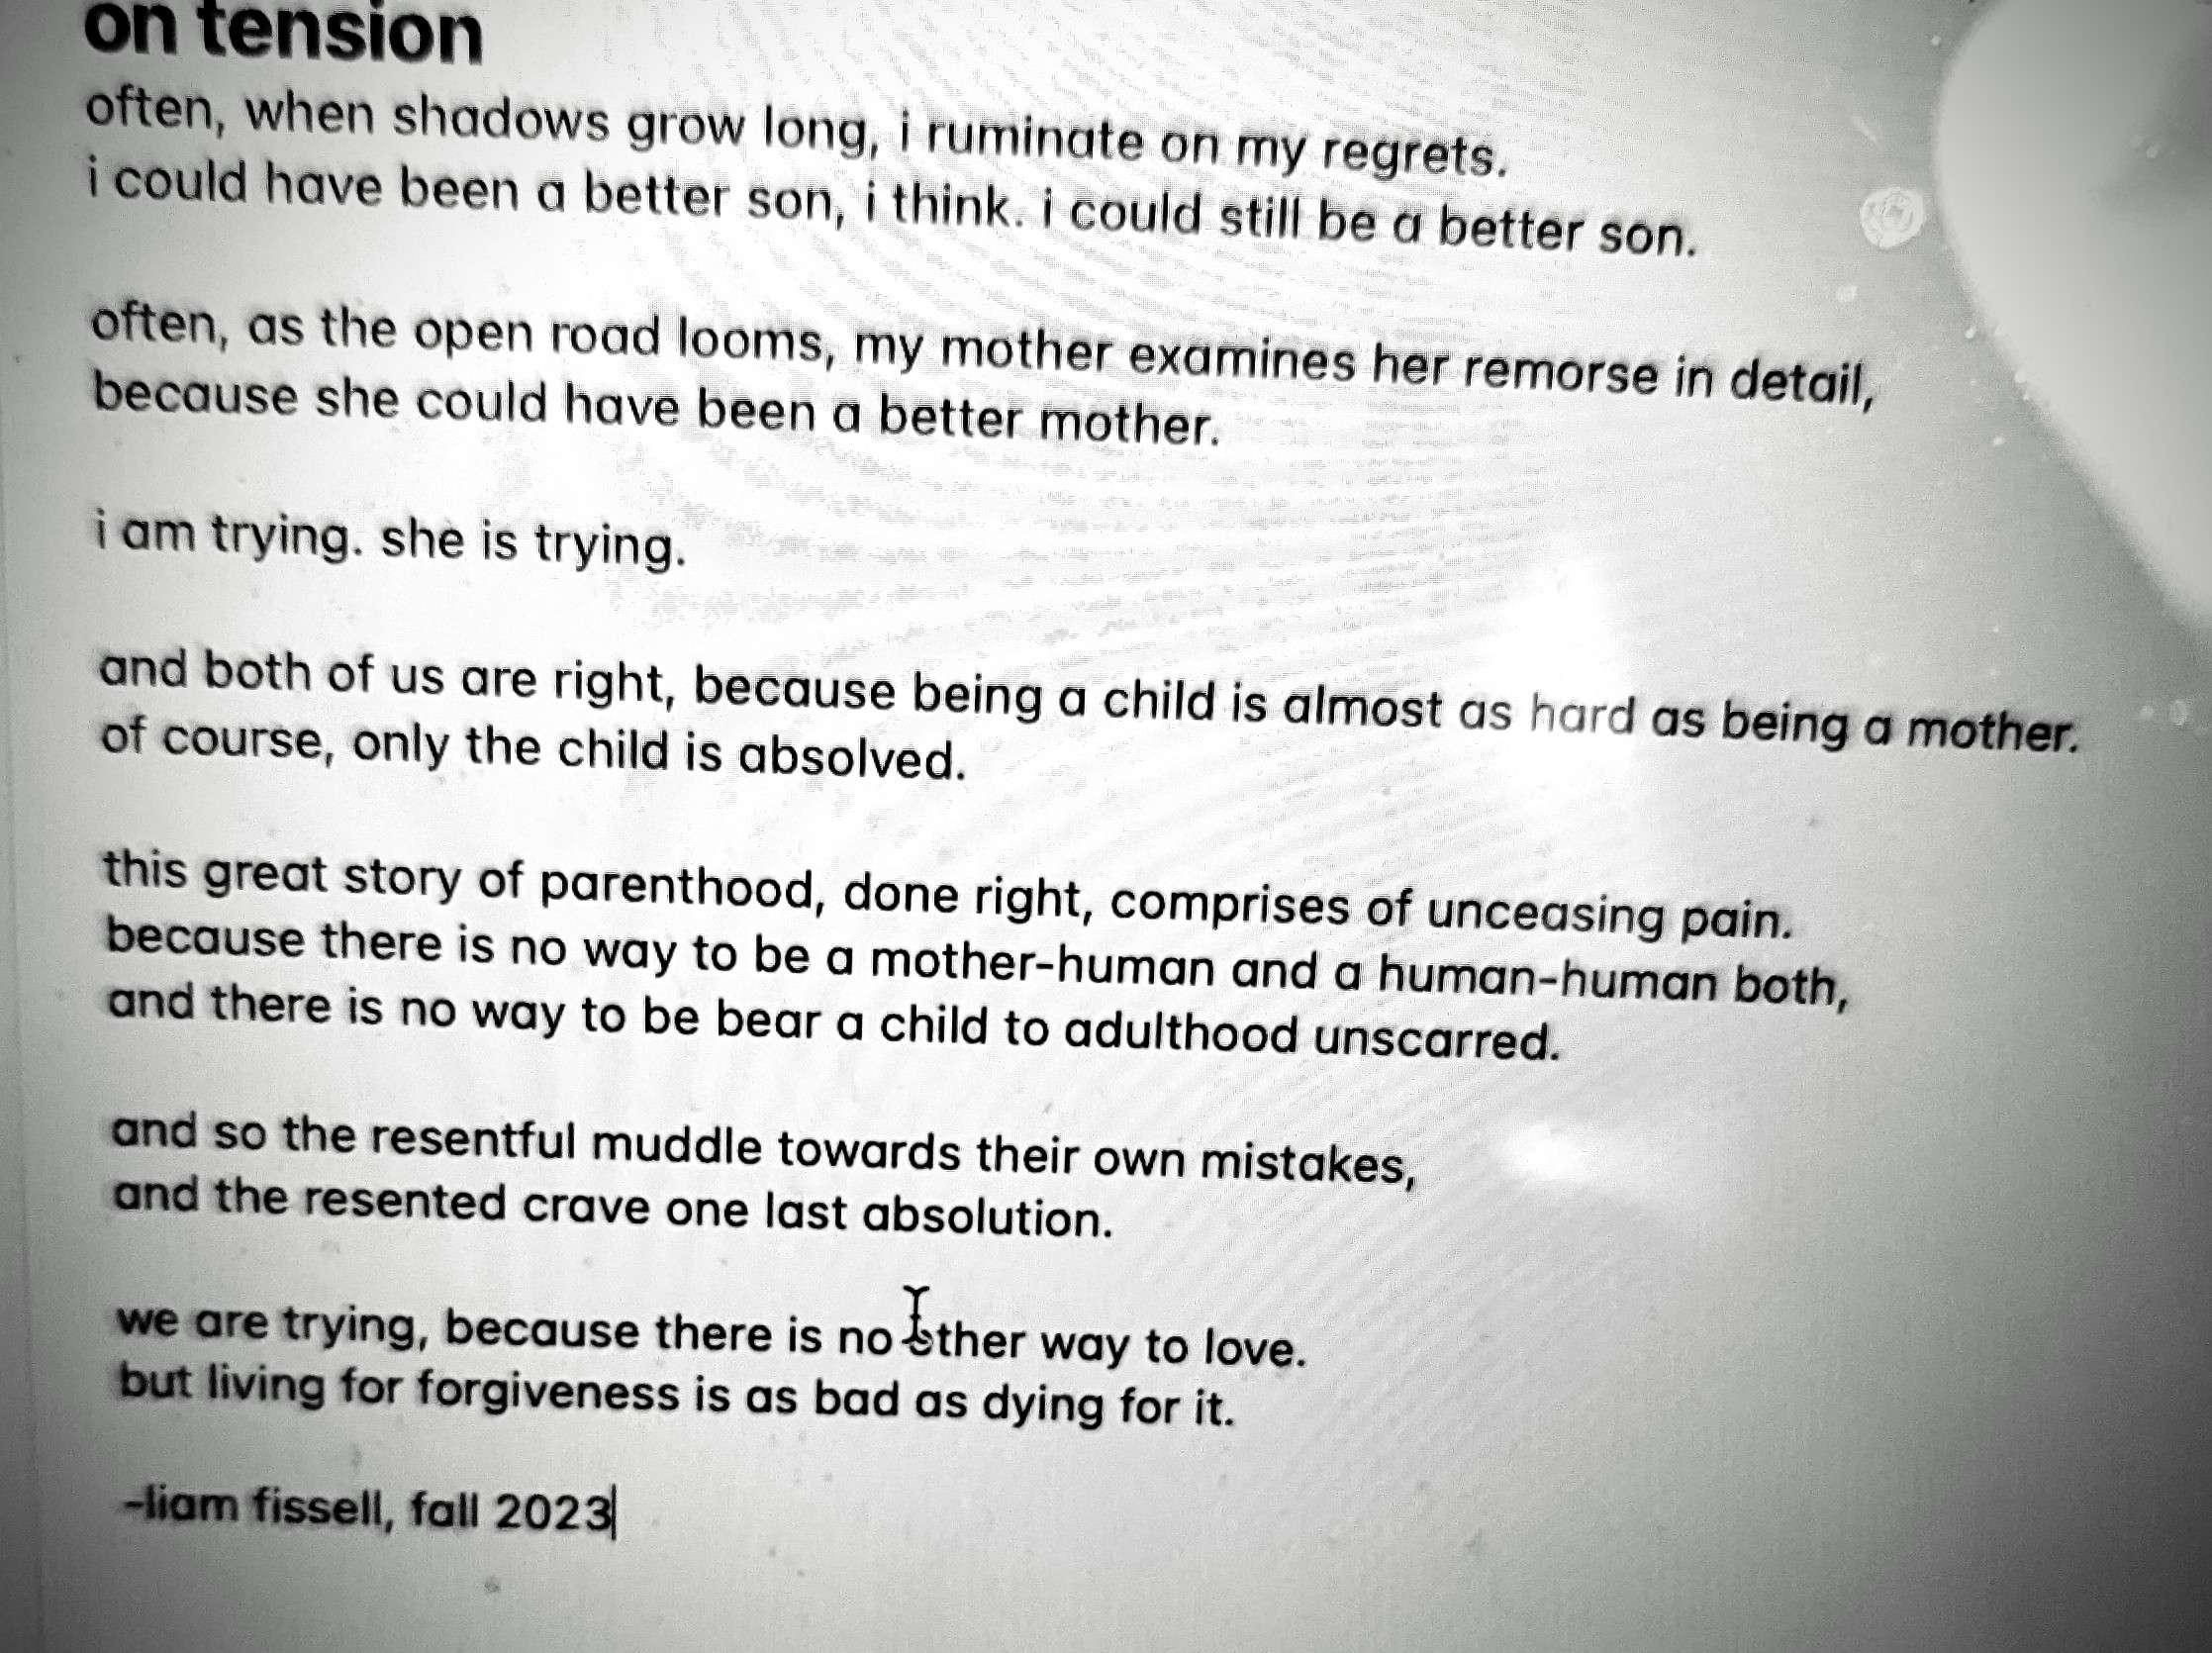 on tension
often, when shadows grow long, i ruminate on my regrets.
i could have been a better son, i think. i could still be a better son.
often, as the open road looms, my mother examines her remorse in detail,
because she could have been a better mother.
i am trying. she is trying.
and both of us are right, because being a child is almost as hard as being a mother.
of course, only the child is absolved.
this great story of parenthood, done right, comprises of unceasing pain.
because there is no way to be a mother-human and a human-human both,
and there is no way to be bear a child to adulthood unscarred.
and so the resentful muddle towards their own mistakes,
and the resented crave one last absolution.
we are trying, because there is no other way to love.
but living for forgiveness is as bad as dying for it.
-liam fissell, fall 2023